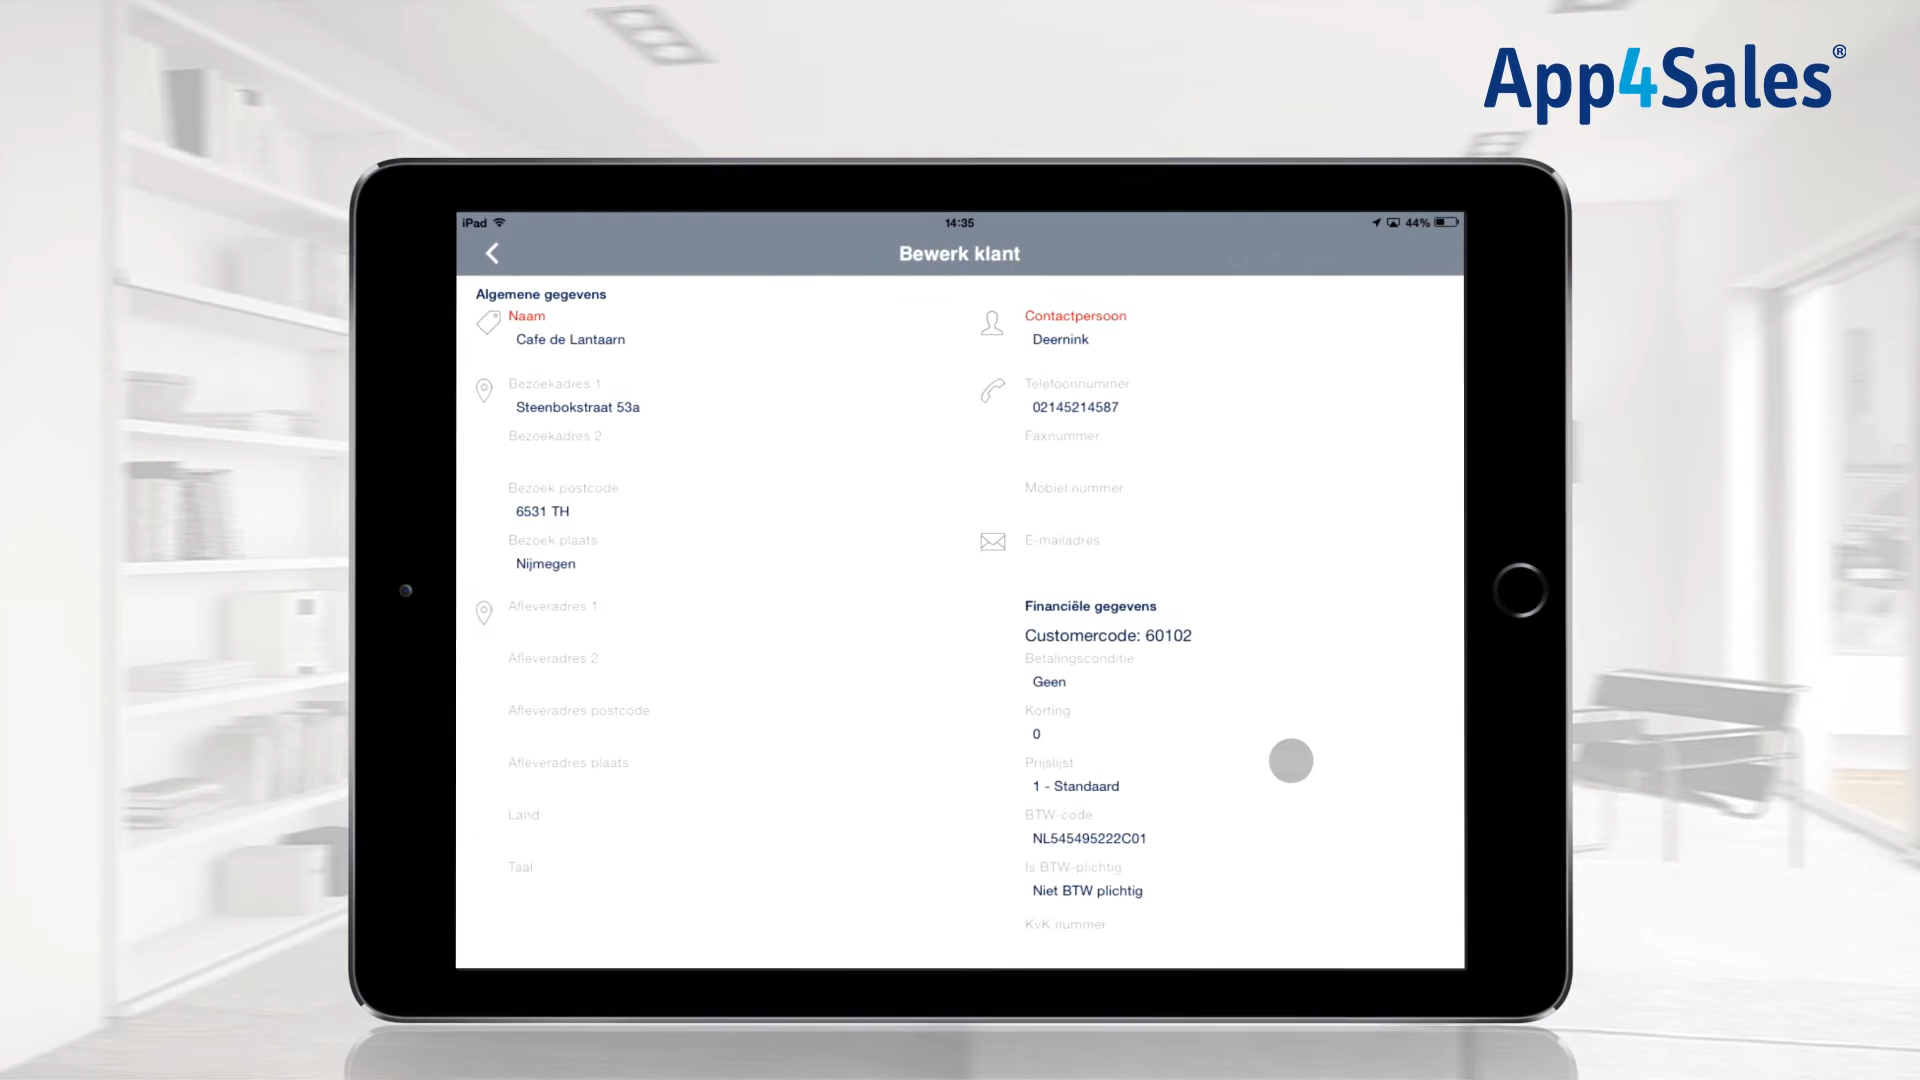 App4Sales®
iPad 14:35 44%
Bewerk klant
Algemene gegevens
Naam
Cafe de Lantaarn
Bezoekadres 1
Steenbokstraat 53a
Bezoekadres 2
Bezoek postcode
6531 TH
Bezoek plaats
Nijmegen
Afleveradres 1
Afleveradres 2
Afleveradres postcode
Afleveradres plaats
Land
Taal
Contactpersoon
Deernink
Telefoonnummer
02145214587
Faxnummer
Mobiel nummer
E-mailadres
Financiële gegevens
Customercode: 60102
Betalingsconditie
Geen
Korting
0
Prijslijst
1 - Standaard
BTW-code
NL545495222C01
Is BTW-plichtig
Niet BTW plichtig
KvK nummer